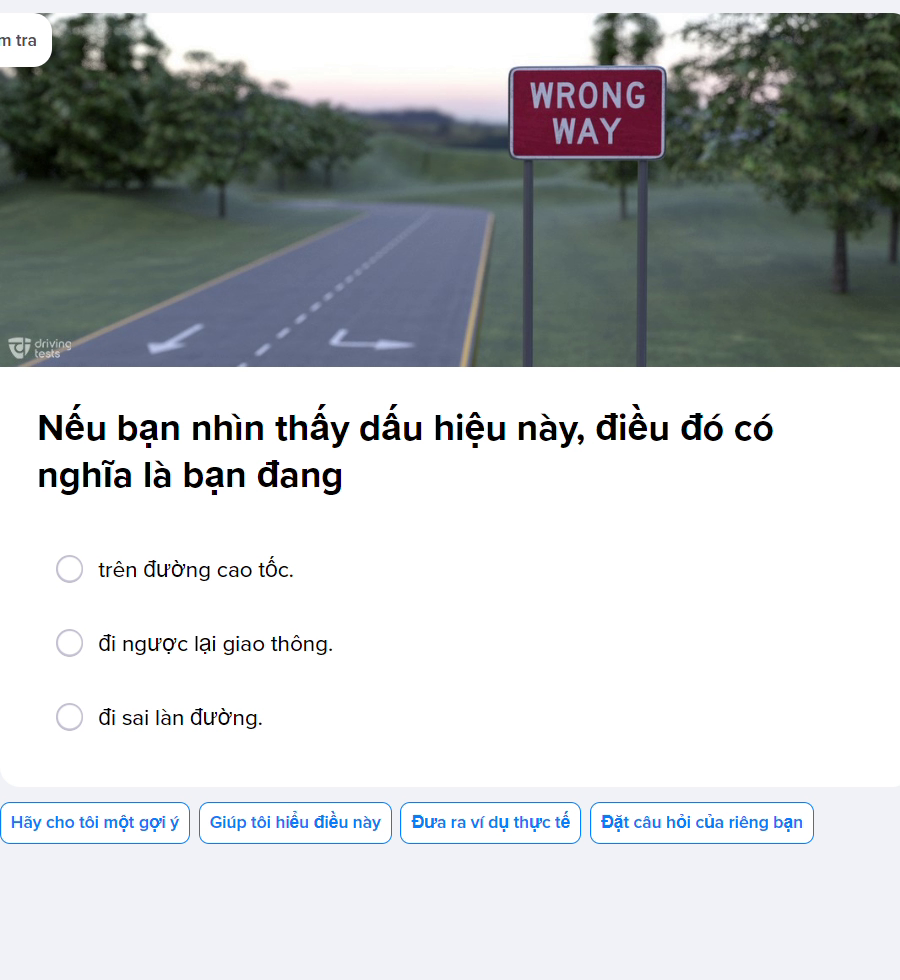 m tra
WRONG
WAY
driving
tests
Nếu bạn nhìn thấy dấu hiệu này, điều đó có
nghĩa là bạn đang
trên đường cao tốc.
đi ngược lại giao thông.
đi sai làn đường.
Hãy cho tôi một gợi ý
Giúp tôi hiểu điều này
Đưa ra ví dụ thực tế
Đặt câu hỏi của riêng bạn